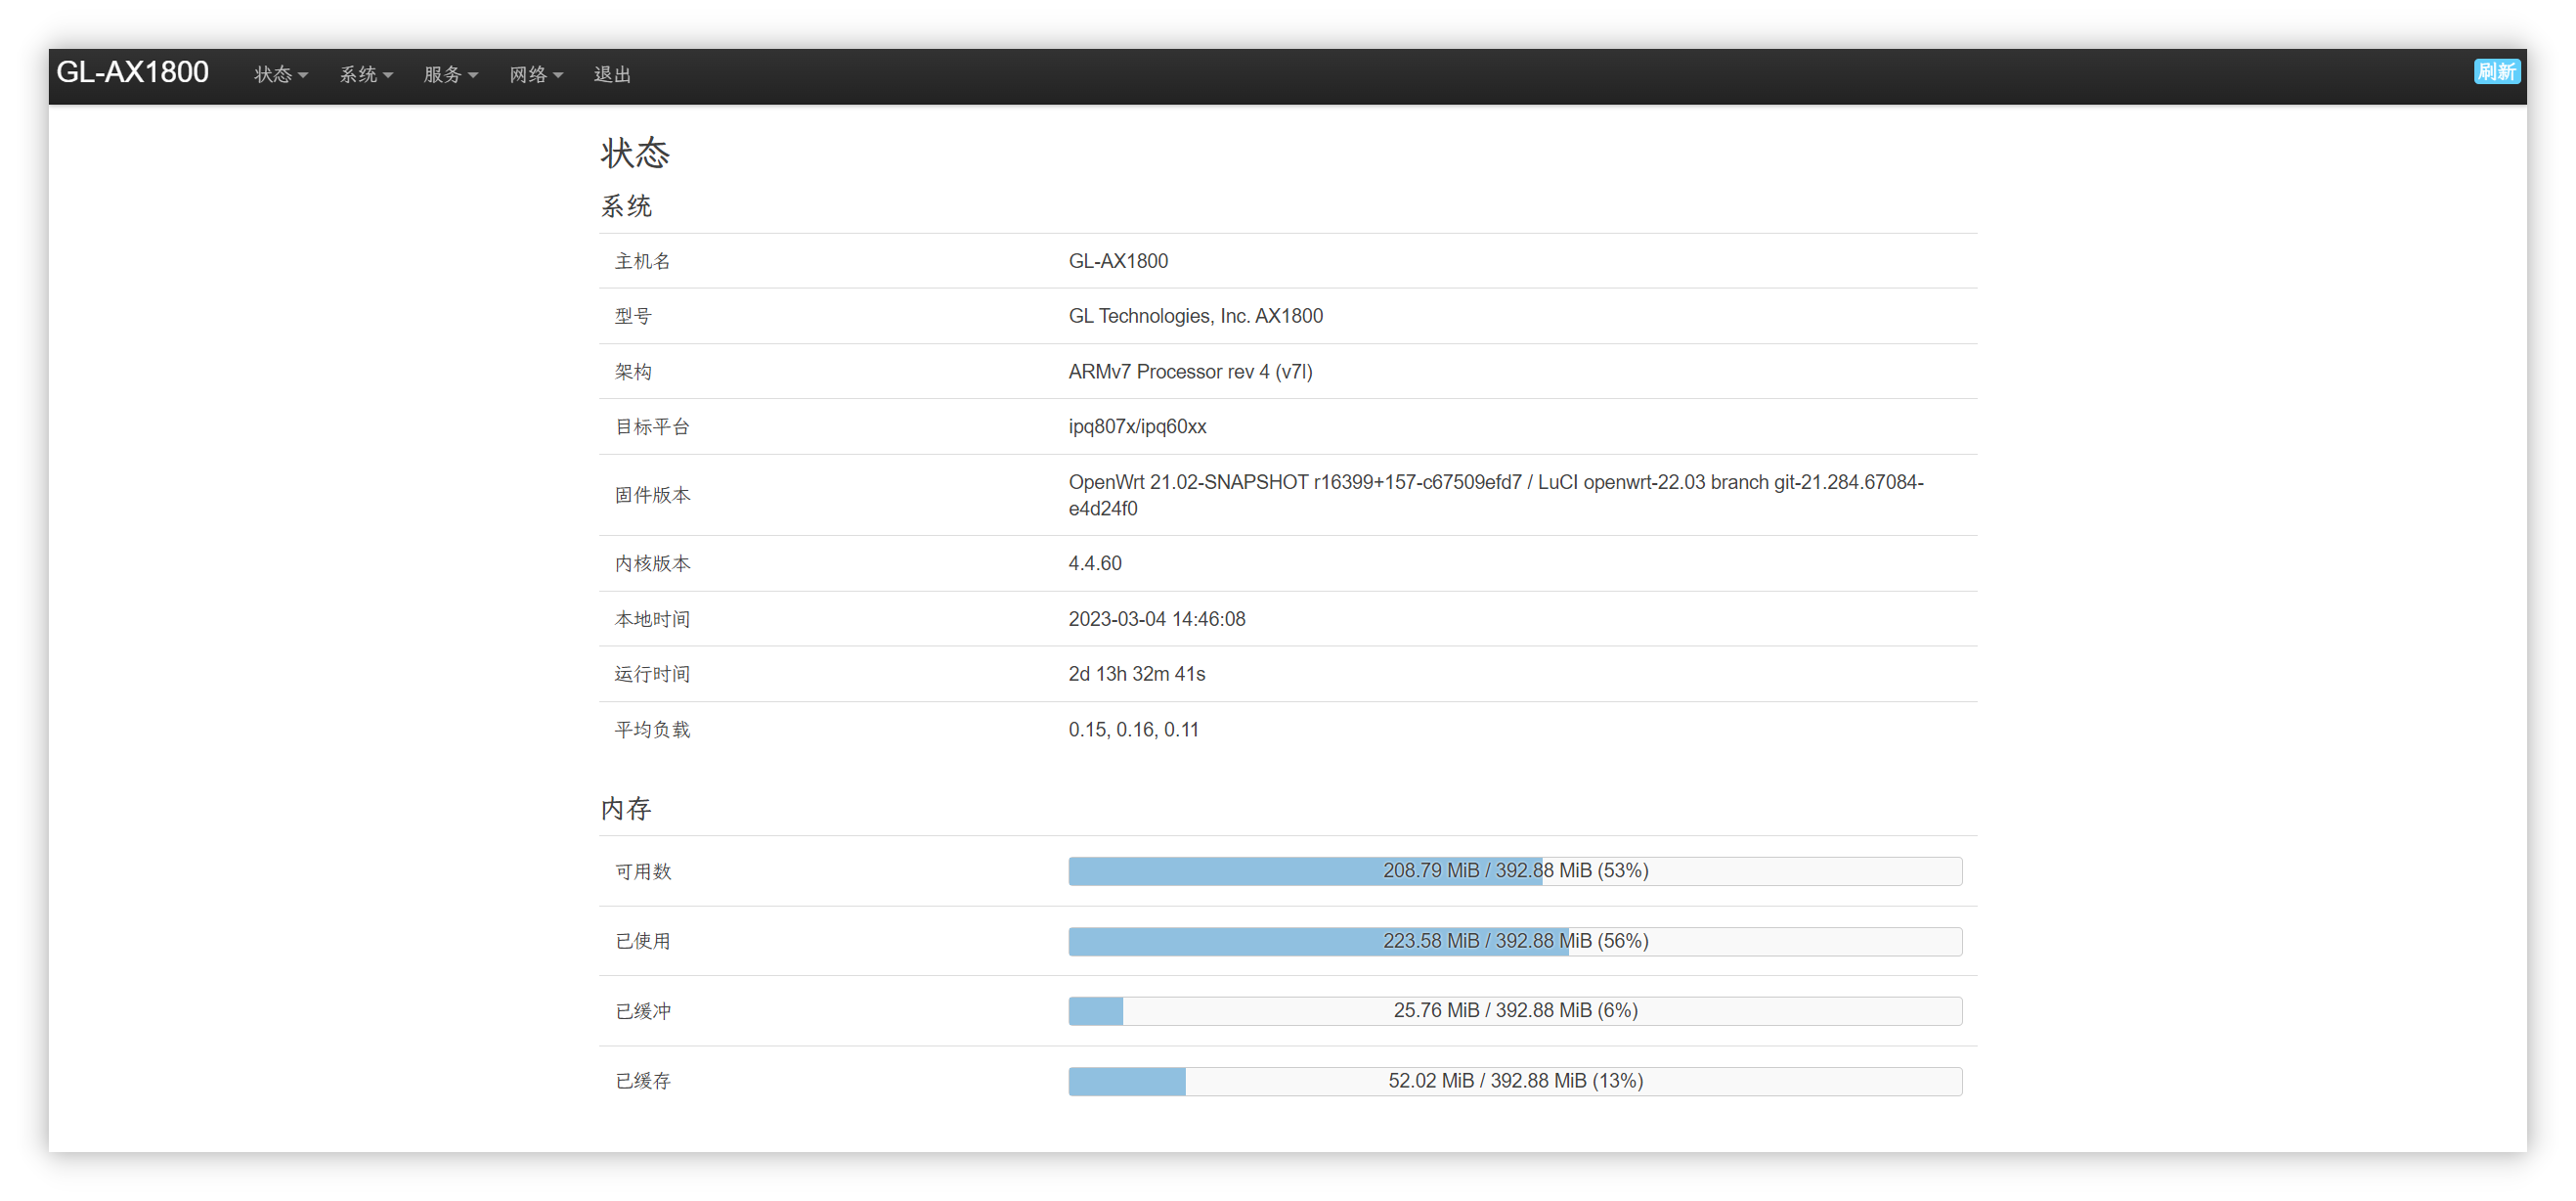 GL-AX1800 状态 系统 服务 网络 退出 刷新
状态
系统
主机名 GL-AX1800
型号 GL Technologies, Inc. AX1800
架构 ARMv7 Processor rev 4 (v7l)
目标平台 ipq807x/ipq60xx
固件版本 OpenWrt 21.02-SNAPSHOT r16399+157-c67509efd7 / LuCI openwrt-22.03 branch git-21.284.67084-
e4d24f0
内核版本 4.4.60
本地时间 2023-03-04 14:46:08
运行时间 2d 13h 32m 41s
平均负载 0.15, 0.16, 0.11
内存
可用数 208.79 MiB / 392.88 MiB (53%)
已使用 223.58 MiB / 392.88 MiB (56%)
已缓冲 25.76 MiB / 392.88 MiB (6%)
已缓存 52.02 MiB / 392.88 MiB (13%)